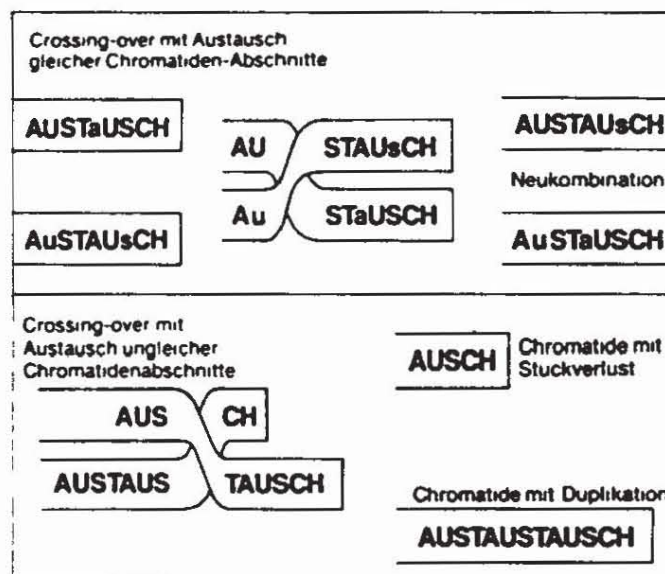 Crossing-over mit Austausch
gleicher Chromatiden-Abschnitte
AUSTaUSCH
AU STAUsCH
AUSTAUsCH
Neukombination
AuSTAUsCH
Au STaUSCH
AuSTaUSCH
Crossing-over mit
Austausch ungleicher
Chromatidenabschnitte
AUS CH
AUSTAUS TAUSCH
AUSCH
Chromatide mit
Stuckverlust
Chromatide mit Duplikation
AUSTAUSTAUSCH